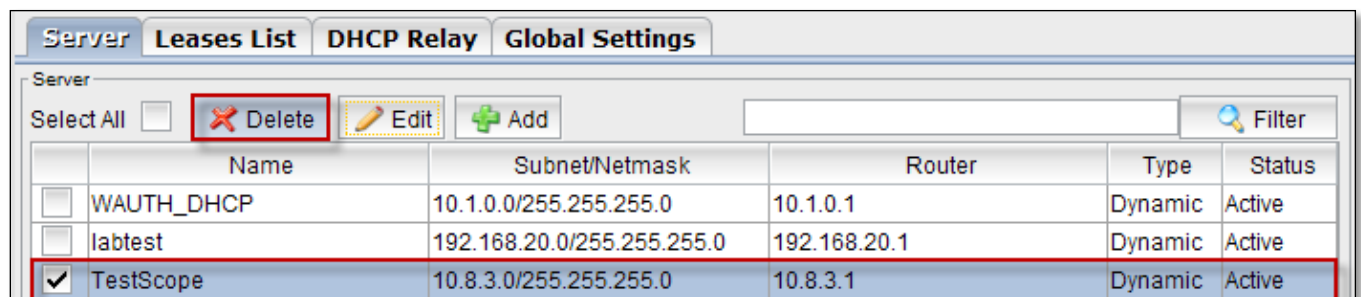 Server Leases List DHCP Relay Global Settings
Server
Select All Delete Edit Add Filter
Name Subnet/Netmask Router Type Status
WAUTH_DHCP 10.1.0.0/255.255.255.0 10.1.0.1 Dynamic Active
labtest 192.168.20.0/255.255.255.0 192.168.20.1 Dynamic Active
TestScope 10.8.3.0/255.255.255.0 10.8.3.1 Dynamic Active